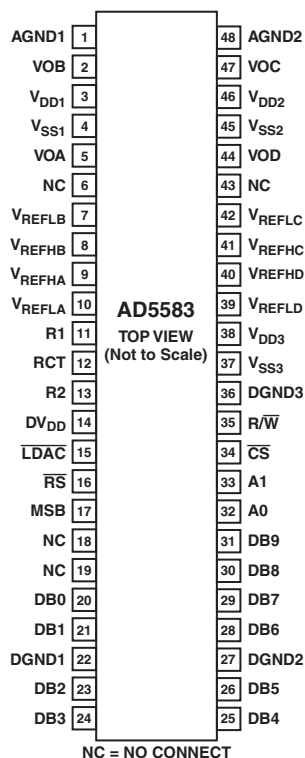 AGND1 1 48 AGND2
VOB 2 47 VOC
VDD1 3 46 VDD2
VSS1 4 45 VSS2
VOA 5 44 VOD
NC 6 43 NC
VREFLB 7 42 VREFLC
VREFHB 8 41 VREFHC
VREFHA 9 40 VREFHD
VREFLA 10 39 VREFLD
AD5583
TOP VIEW
(Not to Scale)
R1 11 38 VDD3
RCT 12 37 VSS3
R2 13 36 DGND3
DVDD 14 35 R/W̅
L̅D̅A̅C̅ 15 34 C̅S̅
R̅S̅ 16 33 A1
MSB 17 32 A0
NC 18 31 DB9
NC 19 30 DB8
DB0 20 29 DB7
DB1 21 28 DB6
DGND1 22 27 DGND2
DB2 23 26 DB5
DB3 24 25 DB4
NC = NO CONNECT